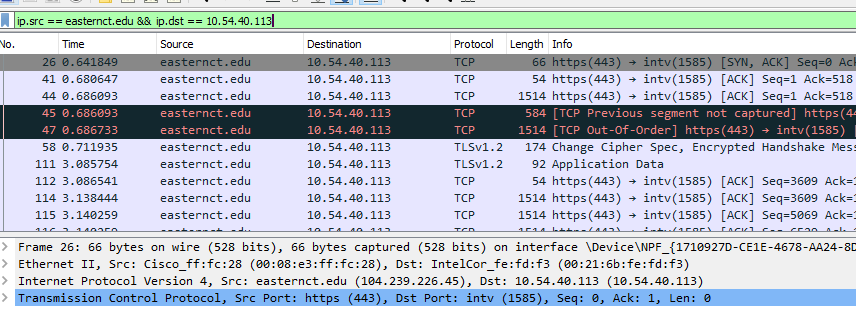 ip.src == easternct.edu && ip.dst == 10.54.40.113
No. Time Source Destination Protocol Length Info
26 0.641849 easternct.edu 10.54.40.113 TCP 66 https(443) → intv(1585) [SYN, ACK] Seq=0
41 0.680647 easternct.edu 10.54.40.113 TCP 54 https(443) → intv(1585) [ACK] Seq=1 Ack=518
44 0.686093 easternct.edu 10.54.40.113 TCP 1514 https(443) → intv(1585) [ACK] Seq=1 Ack=518
45 0.686093 easternct.edu 10.54.40.113 TCP 584 [TCP Previous segment not captured] https(44
47 0.686733 easternct.edu 10.54.40.113 TCP 1514 [TCP Out-Of-Order] https(443) → intv(1585)
58 0.711935 easternct.edu 10.54.40.113 TLSv1.2 174 Change Cipher Spec, Encrypted Handshake Mess
111 3.085754 easternct.edu 10.54.40.113 TLSv1.2 92 Application Data
112 3.086541 easternct.edu 10.54.40.113 TCP 54 https(443) → intv(1585) [ACK] Seq=3609 Ack=1
114 3.138444 easternct.edu 10.54.40.113 TCP 1514 https(443) → intv(1585) [ACK] Seq=3609 Ack=1
115 3.140259 easternct.edu 10.54.40.113 TCP 1514 https(443) → intv(1585) [ACK] Seq=5069 Ack=1
Frame 26: 66 bytes on wire (528 bits), 66 bytes captured (528 bits) on interface \Device\NPF_{1710927D-CE1E-4678-AA24-8D
Ethernet II, Src: Cisco_ff:fc:28 (00:08:e3:ff:fc:28), Dst: IntelCor_fe:fd:f3 (00:21:6b:fe:fd:f3)
Internet Protocol Version 4, Src: easternct.edu (104.239.226.45), Dst: 10.54.40.113 (10.54.40.113)
Transmission Control Protocol, Src Port: https (443), Dst Port: intv (1585), Seq: 0, Ack: 1, Len: 0